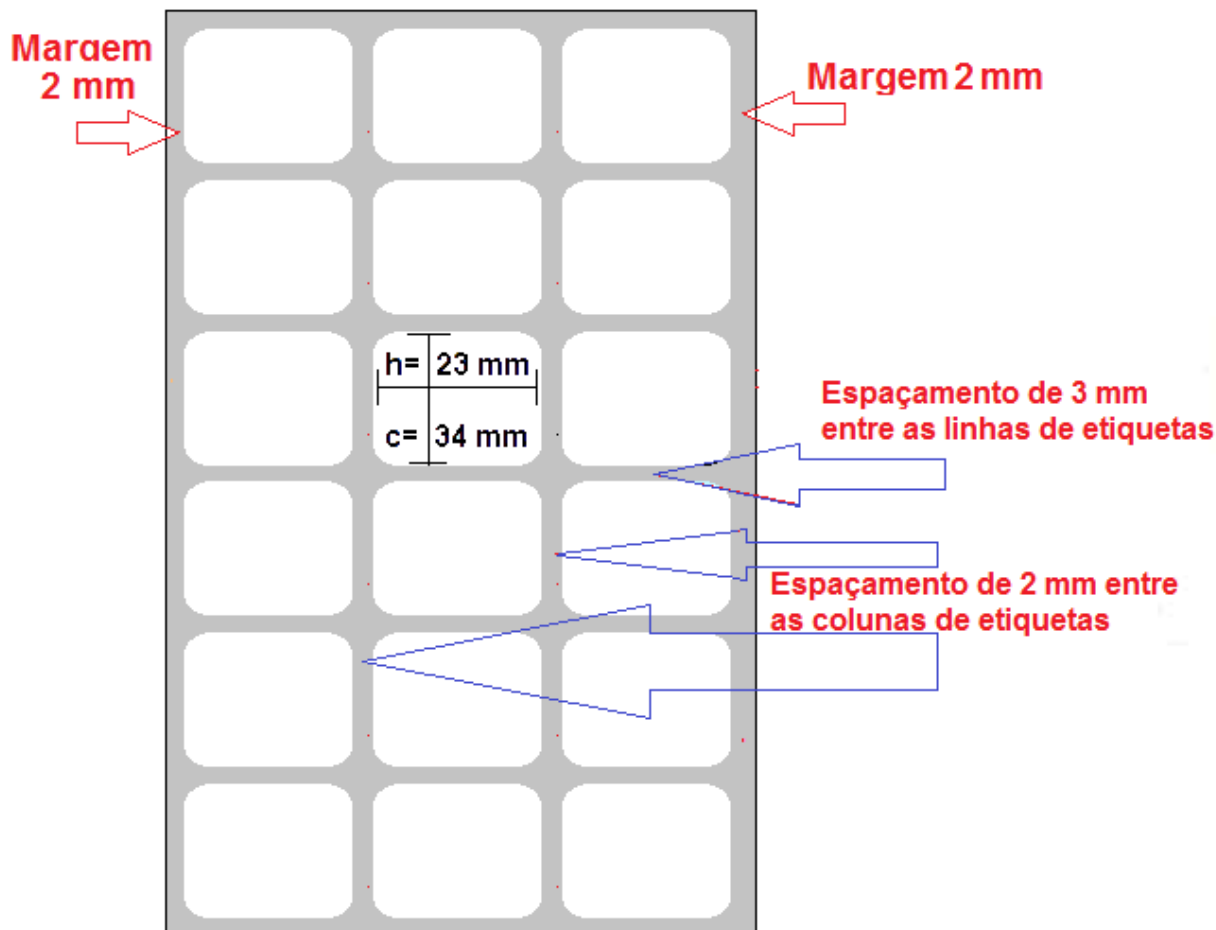 Margem
2 mm
Margem 2 mm
h= 23 mm
c= 34 mm
Espaçamento de 3 mm
entre as linhas de etiquetas
Espaçamento de 2 mm entre
as colunas de etiquetas